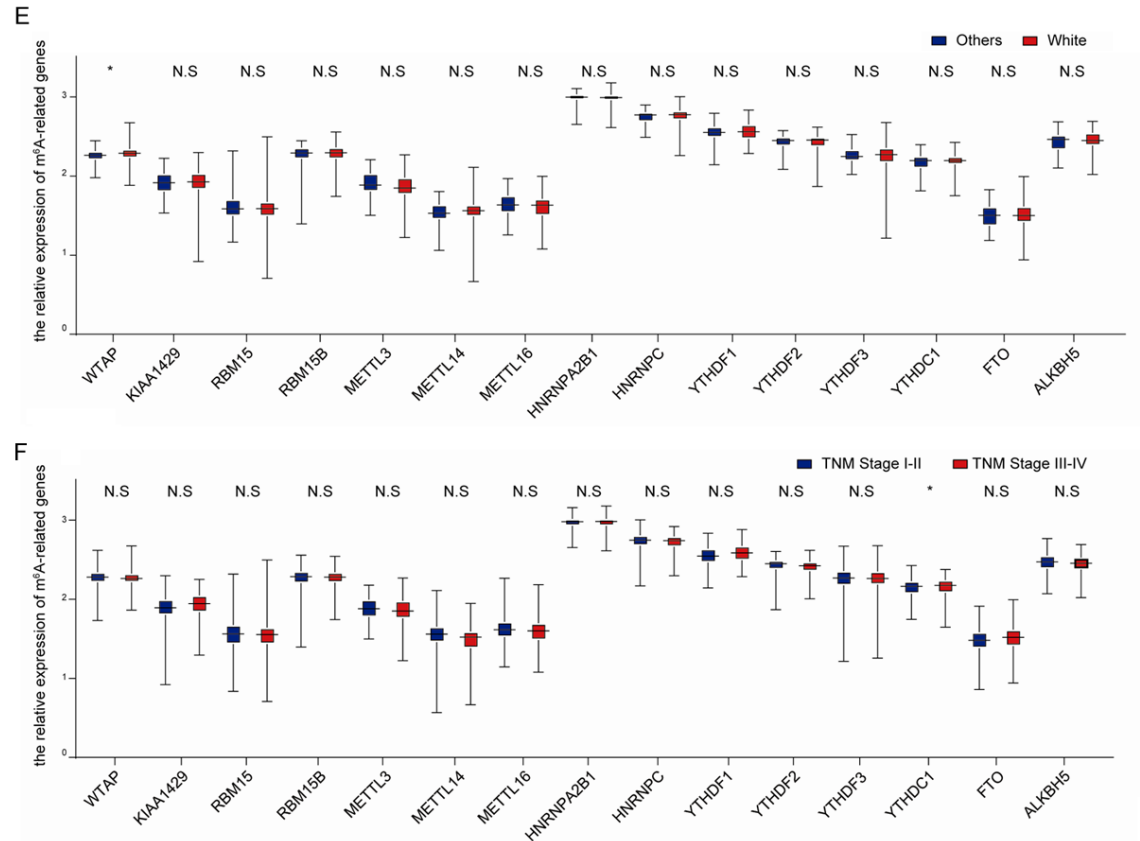 E
Others White
the relative expression of m⁶A-related genes
* N.S N.S N.S N.S N.S N.S N.S N.S N.S N.S N.S N.S N.S N.S
3
2
1
0
WTAP KIAA1429 RBM15 RBM15B METTL3 METTL14 METTL16 HNRNPA2B1 HNRNPC YTHDF1 YTHDF2 YTHDF3 YTHDC1 FTO ALKBH5
F
TNM Stage I-II TNM Stage III-IV
the relative expression of m⁶A-related genes
N.S N.S N.S N.S N.S N.S N.S N.S N.S N.S N.S N.S * N.S N.S
3
2
1
0
WTAP KIAA1429 RBM15 RBM15B METTL3 METTL14 METTL16 HNRNPA2B1 HNRNPC YTHDF1 YTHDF2 YTHDF3 YTHDC1 FTO ALKBH5